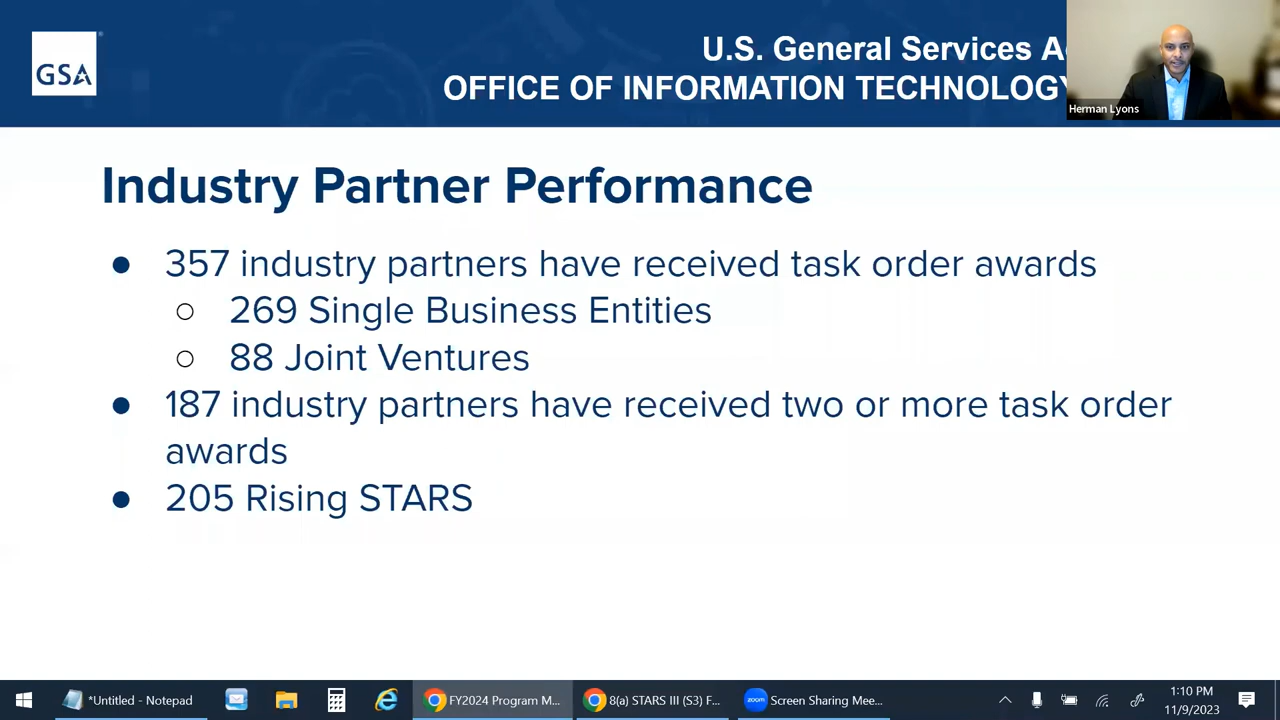 GSA
U.S. General Services A
OFFICE OF INFORMATION TECHNOLOGY
Herman Lyons
Industry Partner Performance
● 357 industry partners have received task order awards
○ 269 Single Business Entities
○ 88 Joint Ventures
● 187 industry partners have received two or more task order
awards
● 205 Rising STARS
*Untitled - Notepad
FY2024 Program M...
8(a) STARS III (S3) F...
zoom
Screen Sharing Mee...
1:10 PM
11/9/2023